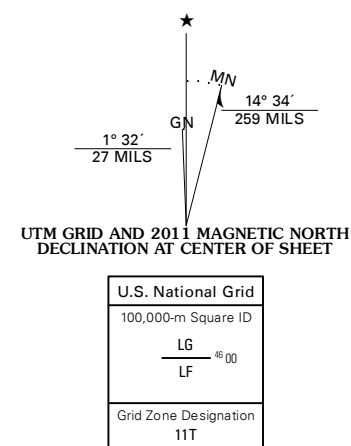 ★
MN
GN
14° 34´
259 MILS
1° 32´
27 MILS
UTM GRID AND 2011 MAGNETIC NORTH
DECLINATION AT CENTER OF SHEET
U.S. National Grid
100,000-m Square ID
LG
46 00
LF
Grid Zone Designation
11T